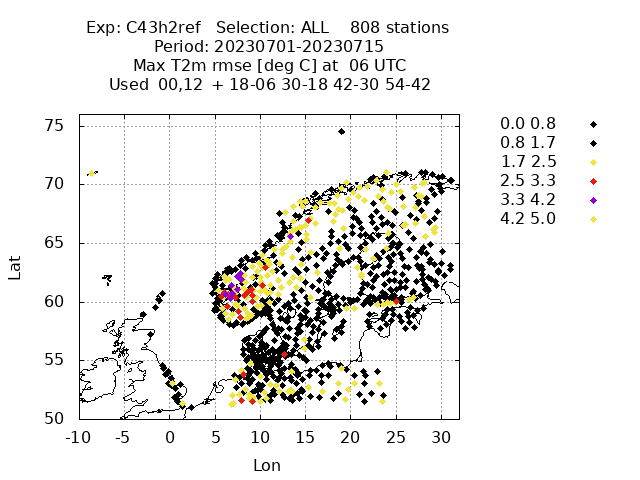 Exp: C43h2ref   Selection: ALL    808 stations
Period: 20230701-20230715
Max T2m rmse [deg C] at  06 UTC
Used  00,12  + 18-06 30-18 42-30 54-42
75
70
65
60
55
50
-10 -5 0 5 10 15 20 25 30
Lat
Lon
0.0 0.8
0.8 1.7
1.7 2.5
2.5 3.3
3.3 4.2
4.2 5.0